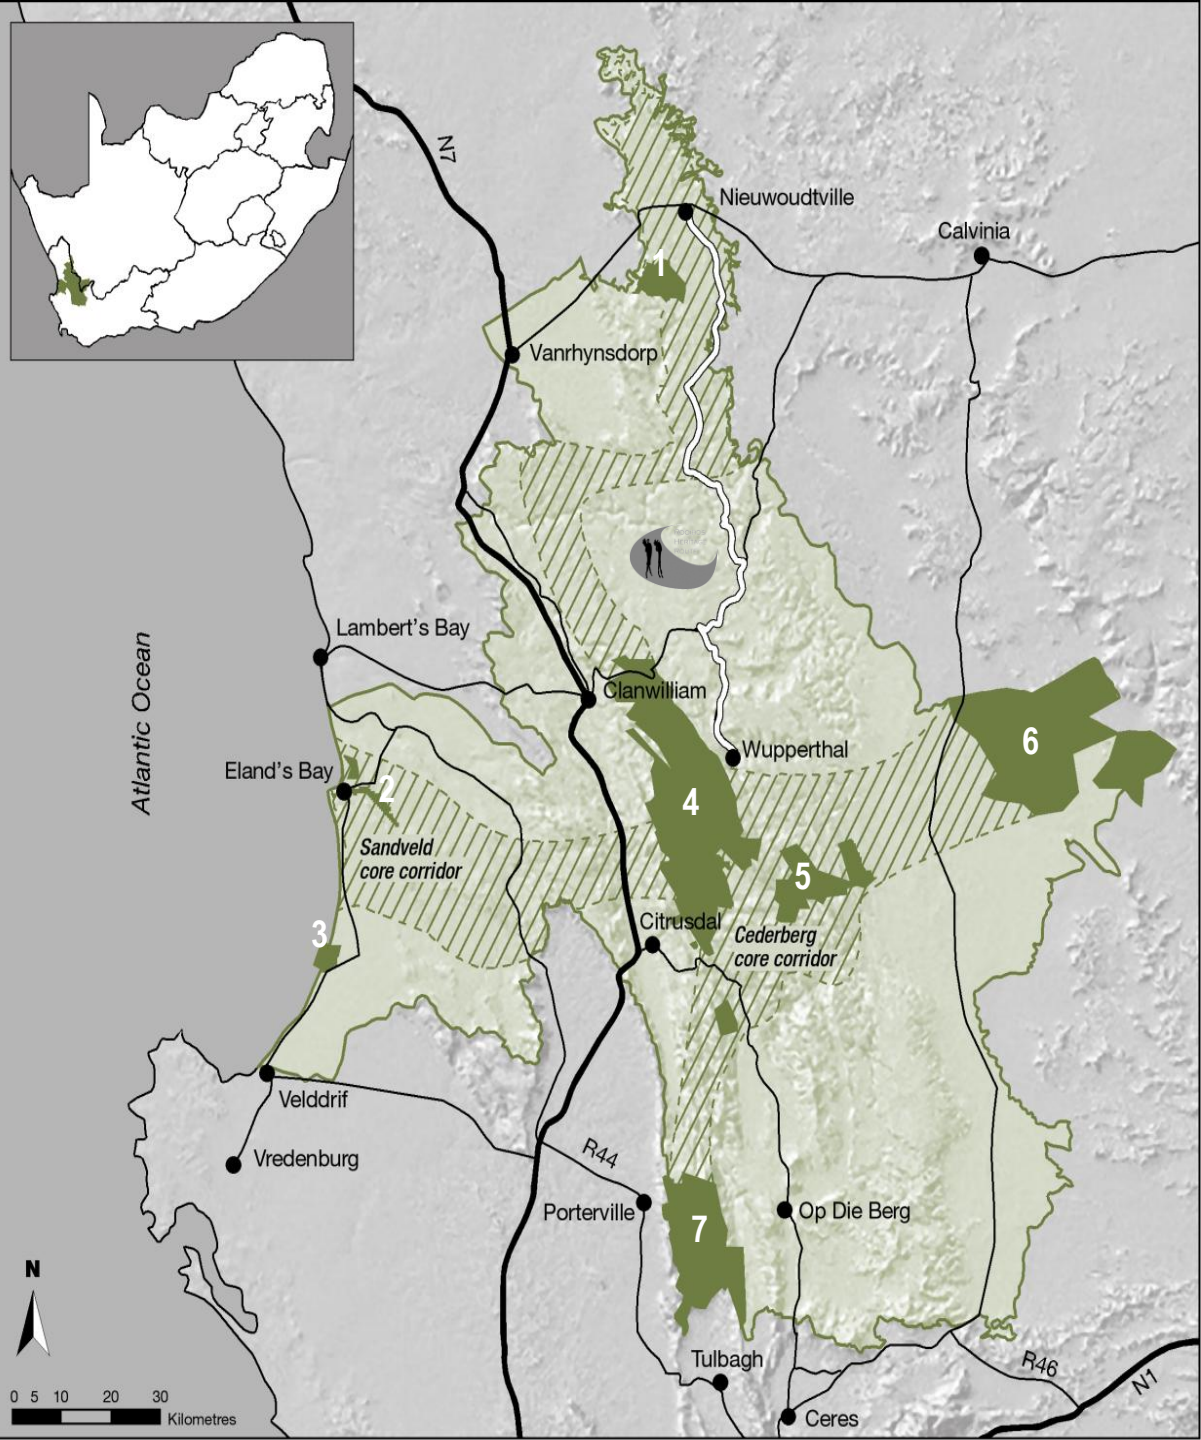 N7
Nieuwoudtville
Calvinia
1
Vanrhynsdorp
Lambert's Bay
Clanwilliam
Atlantic Ocean
Wupperthal
6
Eland's Bay
2
4
Sandveld
core corridor
5
3
Citrusdal
Cederberg
core corridor
Velddrif
Vredenburg
R44
Porterville
7
Op Die Berg
N
Tulbagh
R46
N1
0 5 10 20 30
Kilometres
Ceres